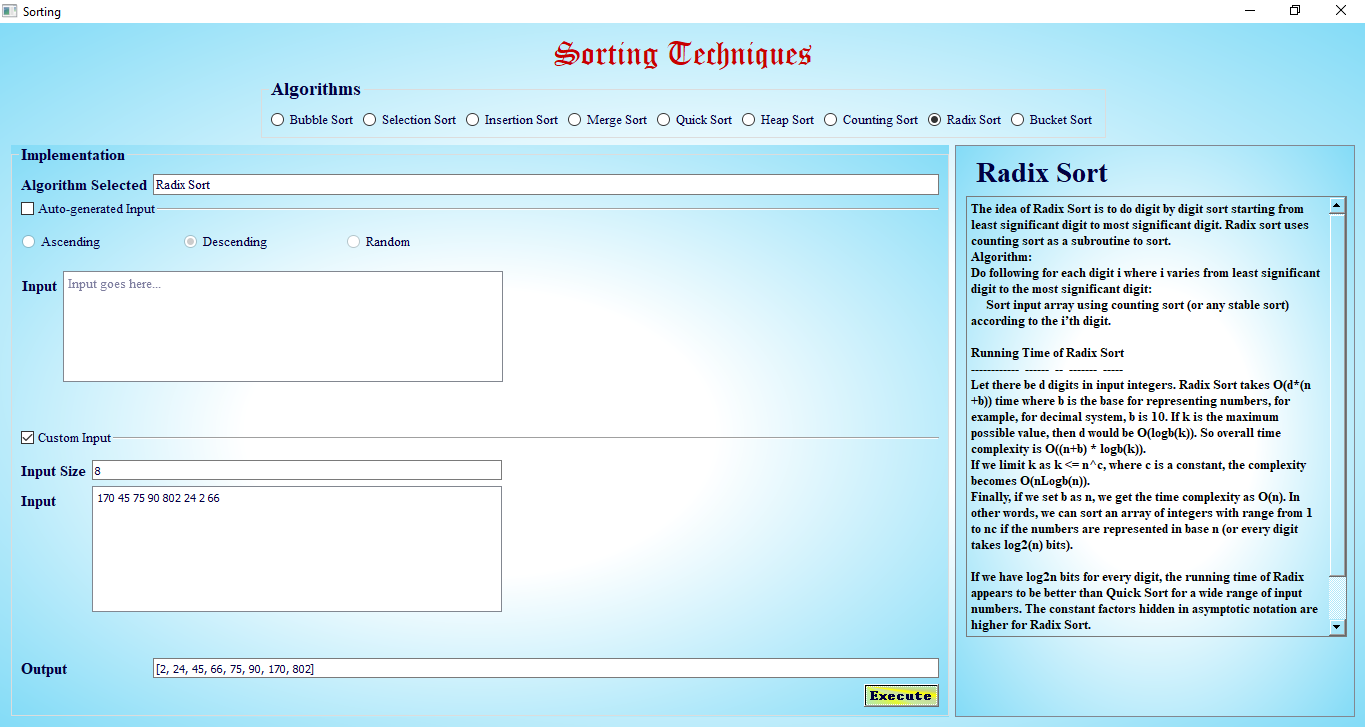 Sorting
Sorting Techniques
Algorithms
Bubble Sort Selection Sort Insertion Sort Merge Sort Quick Sort Heap Sort Counting Sort Radix Sort Bucket Sort
Implementation
Algorithm Selected Radix Sort
Auto-generated Input
Ascending Descending Random
Input Input goes here...
Custom Input
Input Size 8
Input 170 45 75 90 802 24 2 66
Output [2, 24, 45, 66, 75, 90, 170, 802]
Execute
Radix Sort
The idea of Radix Sort is to do digit by digit sort starting from
least significant digit to most significant digit. Radix sort uses
counting sort as a subroutine to sort.
Algorithm:
Do following for each digit i where i varies from least significant
digit to the most significant digit:
Sort input array using counting sort (or any stable sort)
according to the i’th digit.
Running Time of Radix Sort
------------ ------ -- ------- -----
Let there be d digits in input integers. Radix Sort takes O(d*(n
+b)) time where b is the base for representing numbers, for
example, for decimal system, b is 10. If k is the maximum
possible value, then d would be O(logb(k)). So overall time
complexity is O((n+b) * logb(k)).
If we limit k as k <= n^c, where c is a constant, the complexity
becomes O(nLogb(n)).
Finally, if we set b as n, we get the time complexity as O(n). In
other words, we can sort an array of integers with range from 1
to nc if the numbers are represented in base n (or every digit
takes log2(n) bits).
If we have log2n bits for every digit, the running time of Radix
appears to be better than Quick Sort for a wide range of input
numbers. The constant factors hidden in asymptotic notation are
higher for Radix Sort.